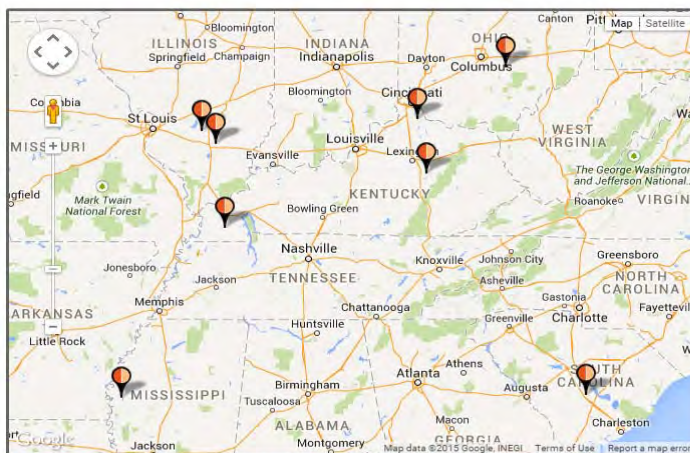 Bloomington
Canton
Pitt
Map
Satellite
ILLINOIS
INDIANA
OHIO
Springfield
Champaign
Indianapolis
Dayton
Columbus
Columbia
Bloomington
Cincinnati
St Louis
WEST
VIRGINIA
MISSOURI
Louisville
Lexin
Evansville
The George Washington
and Jefferson National...
ngfield
Mark Twain
National Forest
KENTUCKY
Roanoke
VIRGIN
Bowling Green
Nashville
Johnson City
Greensboro
Jonesboro
Knoxville
TENNESSEE
NORTH
CAROLINA
Jackson
Asheville
Memphis
Gastonia
Fayettevi
ARKANSAS
Chattanooga
Charlotte
Little Rock
Huntsville
Greenville
Athens
SOUTH
CAROLINA
Atlanta
MISSISSIPPI
Birmingham
Augusta
Tuscaloosa
Charleston
ALABAMA
Macon
Google
Jackson
Montgomery
GEORGIA
Map data ©2015 Google, INEGI
Terms of Use
Report a map error